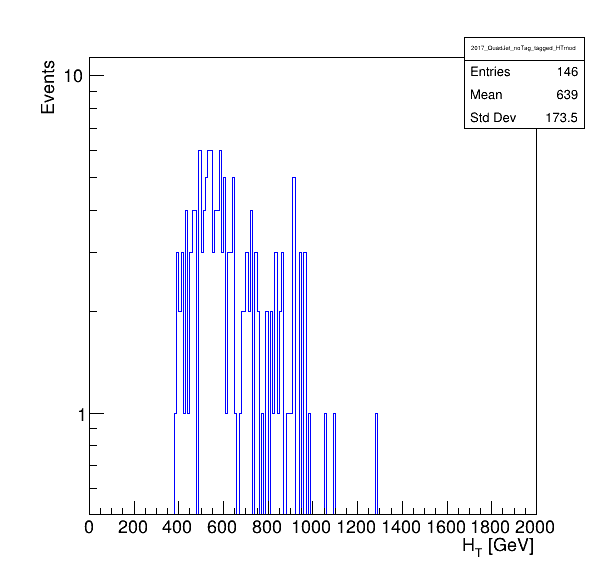 2017_QuadJet_noTag_tagged_HTmod
Entries 146
Mean 639
Std Dev 173.5
Events
10
1
0 200 400 600 800 1000 1200 1400 1600 1800 2000
H_T [GeV]